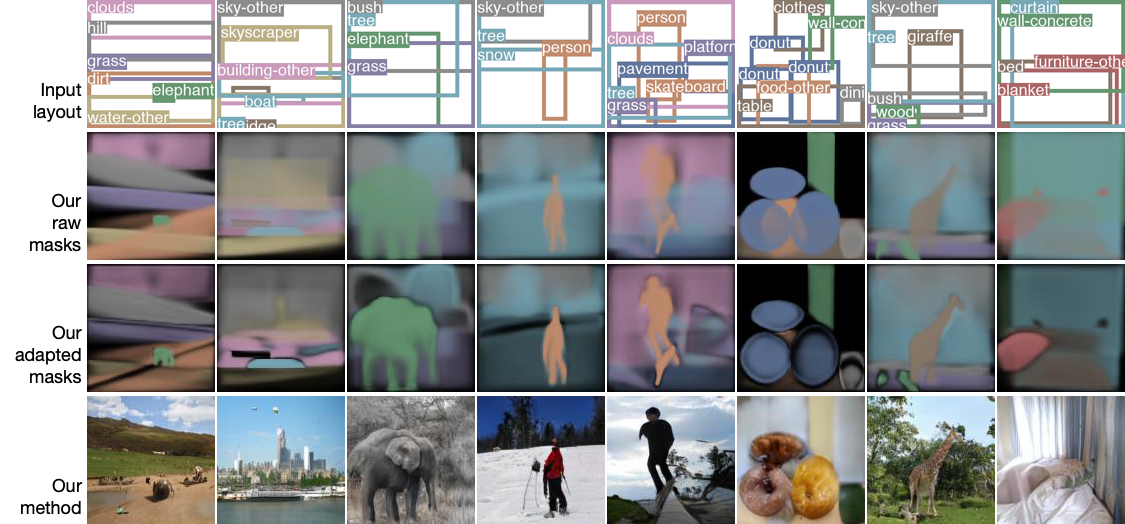 Input
layout
clouds
hill
grass
dirt
elephant
water-other
sky-other
skyscraper
building-other
boat
tree
bush
tree
elephant
grass
sky-other
tree
snow
person
person
clouds
platforr
pavement
skateboard
tree
grass
clothes
wall-con
donut
donut
donut
food-other
dini
table
sky-other
tree
giraffe
bush
wood
grass
curtain
wall-concrete
furniture-othe
bed
blanket
Our
raw
masks
Our
adapted
masks
Our
method